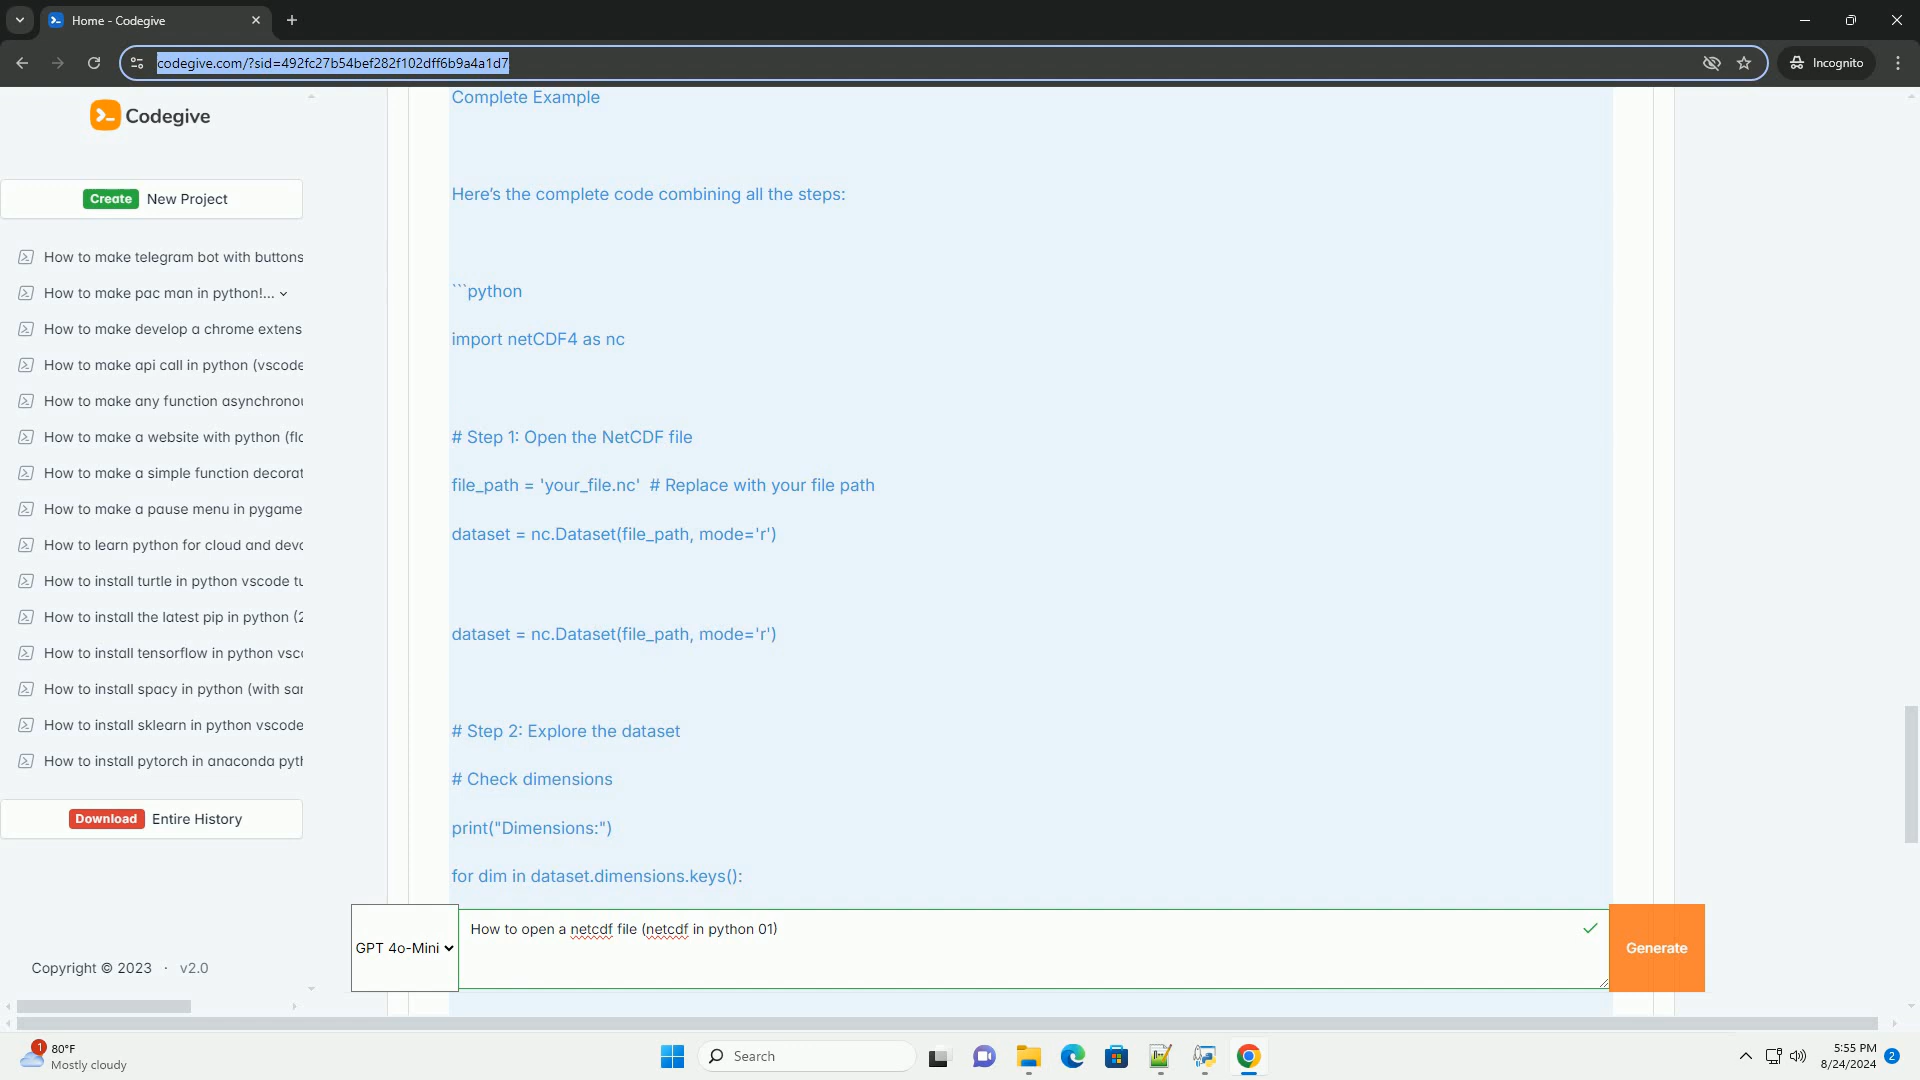 Home - Codegive
codegive.com/?sid=492fc27b54bef282f102dff6b9a4a1d7
Incognito
Codegive
Create New Project
How to make telegram bot with buttons
How to make pac man in python!...
How to make develop a chrome extens
How to make api call in python (vscode
How to make any function asynchronou
How to make a website with python (flo
How to make a simple function decorat
How to make a pause menu in pygame
How to learn python for cloud and devo
How to install turtle in python vscode tu
How to install the latest pip in python (2
How to install tensorflow in python vsc
How to install spacy in python (with sar
How to install sklearn in python vscode
How to install pytorch in anaconda pyth
Download Entire History
Copyright © 2023 · v2.0
Complete Example
Here’s the complete code combining all the steps:
```python
import netCDF4 as nc
# Step 1: Open the NetCDF file
file_path = 'your_file.nc'  # Replace with your file path
dataset = nc.Dataset(file_path, mode='r')
dataset = nc.Dataset(file_path, mode='r')
# Step 2: Explore the dataset
# Check dimensions
print("Dimensions:")
for dim in dataset.dimensions.keys():
GPT 4o-Mini
How to open a netcdf file (netcdf in python 01)
Generate
1
80°F
Mostly cloudy
Search
5:55 PM
8/24/2024
2